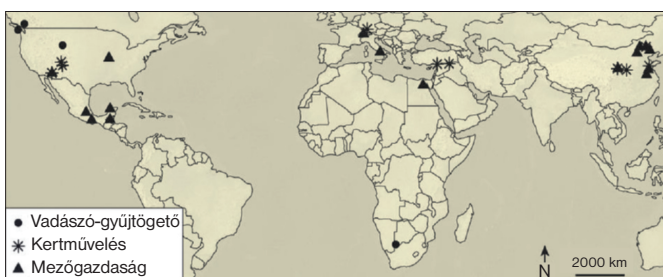 Vadászó-gyűjtögető
Kertművelés
Mezőgazdaság
N
2000 km